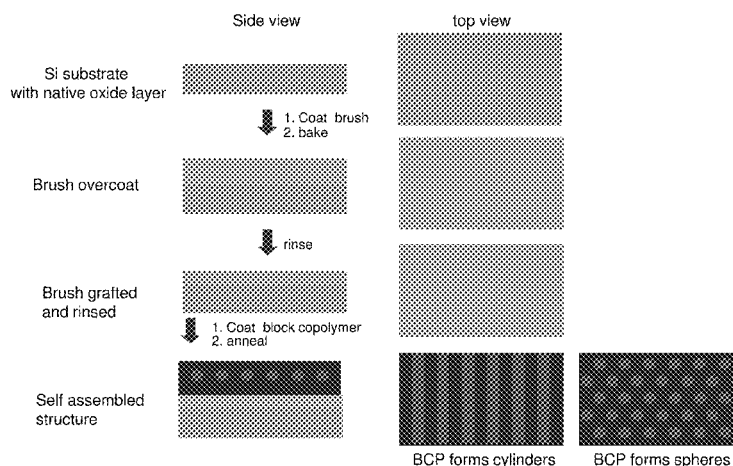 Side view
top view
Si substrate
with native oxide layer
1. Coat brush
2. bake
Brush overcoat
rinse
Brush grafted
and rinsed
1. Coat block copolymer
2. anneal
Self assembled
structure
BCP forms cylinders
BCP forms spheres